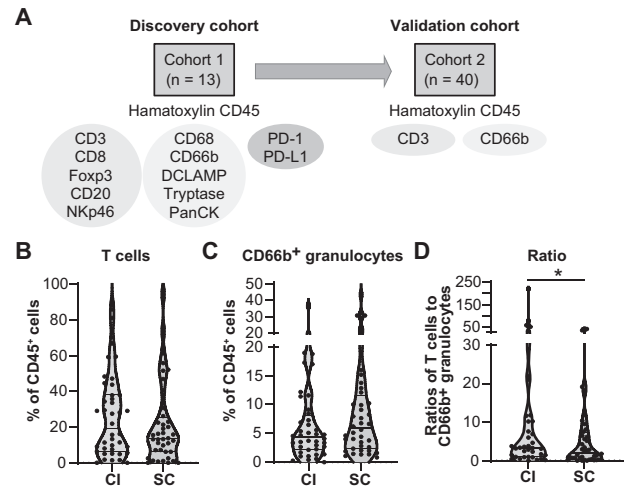 A
Discovery cohort
Validation cohort
Cohort 1
(n = 13)
Cohort 2
(n = 40)
Hamatoxylin CD45
Hamatoxylin CD45
CD3
CD8
Foxp3
CD20
NKp46
CD68
CD66b
DCLAMP
Tryptase
PanCK
PD-1
PD-L1
CD3
CD66b
B
T cells
% of CD45+ cells
100
80
60
40
20
0
CI
SC
C
CD66b+ granulocytes
% of CD45+ cells
50
40
30
20
20
15
10
5
0
CI
SC
D
Ratio
Ratios of T cells to
CD66b+ granulocytes
250
150
50
30
20
10
0
*
CI
SC